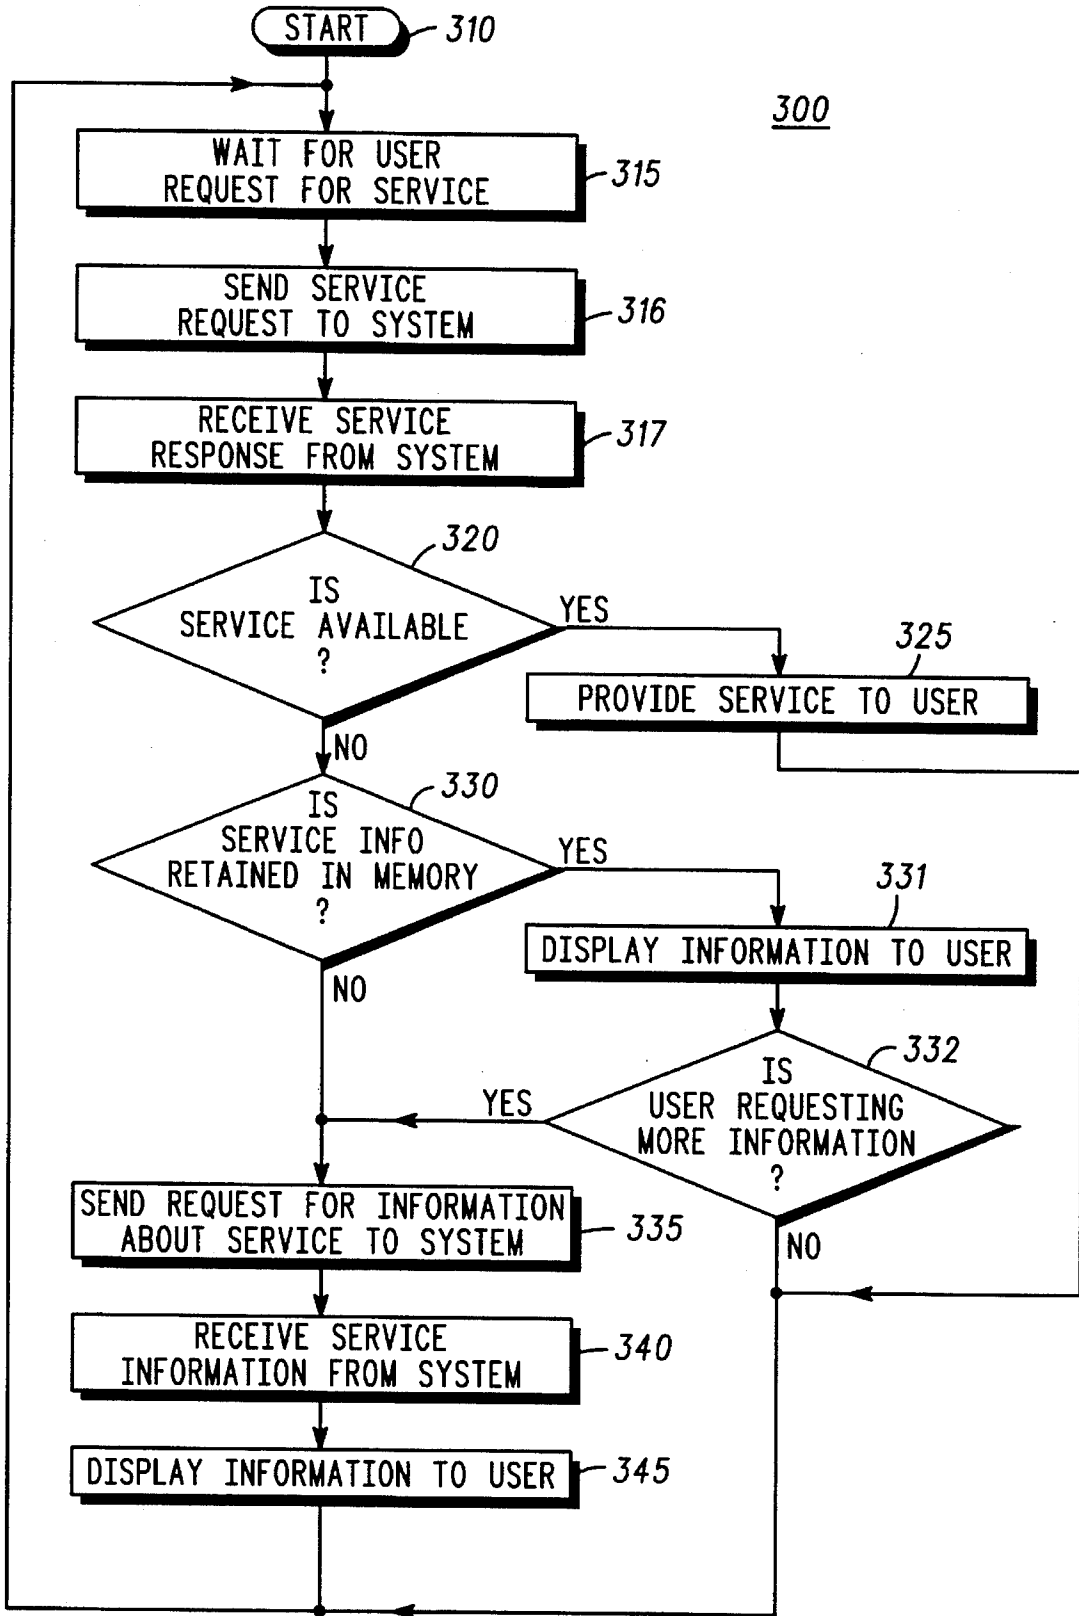 START
310
300
WAIT FOR USER
REQUEST FOR SERVICE
315
SEND SERVICE
REQUEST TO SYSTEM
316
RECEIVE SERVICE
RESPONSE FROM SYSTEM
317
320
IS
SERVICE AVAILABLE
?
YES
325
PROVIDE SERVICE TO USER
NO
330
IS
SERVICE INFO
RETAINED IN MEMORY
?
YES
331
DISPLAY INFORMATION TO USER
NO
332
IS
USER REQUESTING
MORE INFORMATION
?
YES
NO
SEND REQUEST FOR INFORMATION
ABOUT SERVICE TO SYSTEM
335
RECEIVE SERVICE
INFORMATION FROM SYSTEM
340
DISPLAY INFORMATION TO USER
345